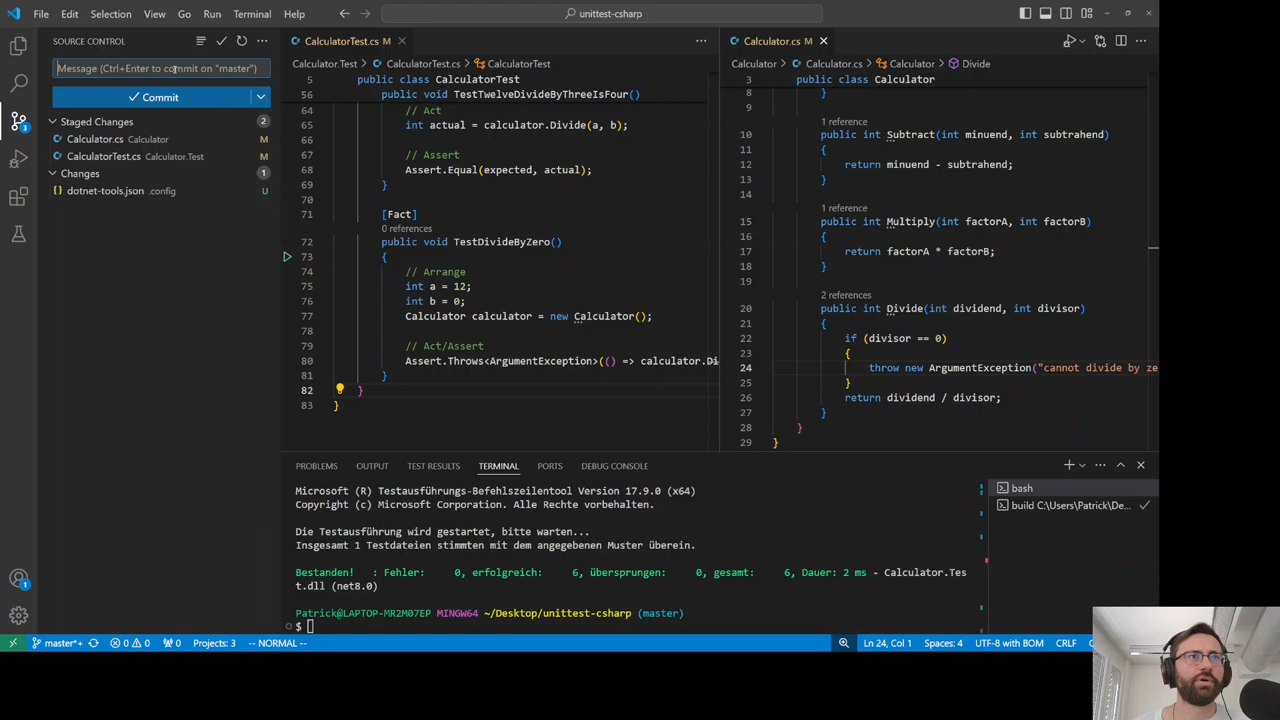 File Edit Selection View Go Run Terminal Help
unittest-csharp
SOURCE CONTROL
Message (Ctrl+Enter to commit on "master")
Commit
Staged Changes 2
Calculator.cs Calculator M
CalculatorTest.cs Calculator.Test M
Changes 1
dotnet-tools.json .config U
3
1
CalculatorTest.cs M
Calculator.Test > CalculatorTest.cs > CalculatorTest
5 public class CalculatorTest
56 public void TestTwelveDivideByThreeIsFour()
64 // Act
65 int actual = calculator.Divide(a, b);
66
67 // Assert
68 Assert.Equal(expected, actual);
69 }
70
71 [Fact]
0 references
72 public void TestDivideByZero()
73 {
74 // Arrange
75 int a = 12;
76 int b = 0;
77 Calculator calculator = new Calculator();
78
79 // Act/Assert
80 Assert.Throws<ArgumentException>(() => calculator.Di
81 }
82 }
83 }
Calculator.cs M
Calculator > Calculator.cs > Calculator > Divide
3 public class Calculator
8 }
9
1 reference
10 public int Subtract(int minuend, int subtrahend)
11 {
12 return minuend - subtrahend;
13 }
14
1 reference
15 public int Multiply(int factorA, int factorB)
16 {
17 return factorA * factorB;
18 }
19
2 references
20 public int Divide(int dividend, int divisor)
21 {
22 if (divisor == 0)
23 {
24 throw new ArgumentException("cannot divide by ze
25 }
26 return dividend / divisor;
27 }
28 }
29 }
PROBLEMS OUTPUT TEST RESULTS TERMINAL PORTS DEBUG CONSOLE
Microsoft (R) Testausführungs-Befehlszeilentool Version 17.9.0 (x64)
Copyright (c) Microsoft Corporation. Alle Rechte vorbehalten.
Die Testausführung wird gestartet, bitte warten...
Insgesamt 1 Testdateien stimmten mit dem angegebenen Muster überein.
Bestanden! : Fehler: 0, erfolgreich: 6, übersprungen: 0, gesamt: 6, Dauer: 2 ms - Calculator.Tes
t.dll (net8.0)
Patrick@LAPTOP-MR2M07EP MINGW64 ~/Desktop/unittest-csharp (master)
$
bash
build C:\Users\Patrick\De...
master*+ 0 0 0 Projects: 3 -- NORMAL -- Ln 24, Col 1 Spaces: 4 UTF-8 with BOM CRLF